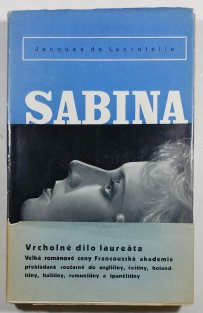 Jacques de Lacretelle
SABINA
Vrcholné dílo laureáta
Velké románové ceny Francouzské akademie
překládané současně do angličiny, češtiny, holand-
štiny, italštiny, rumunštiny a španělštiny